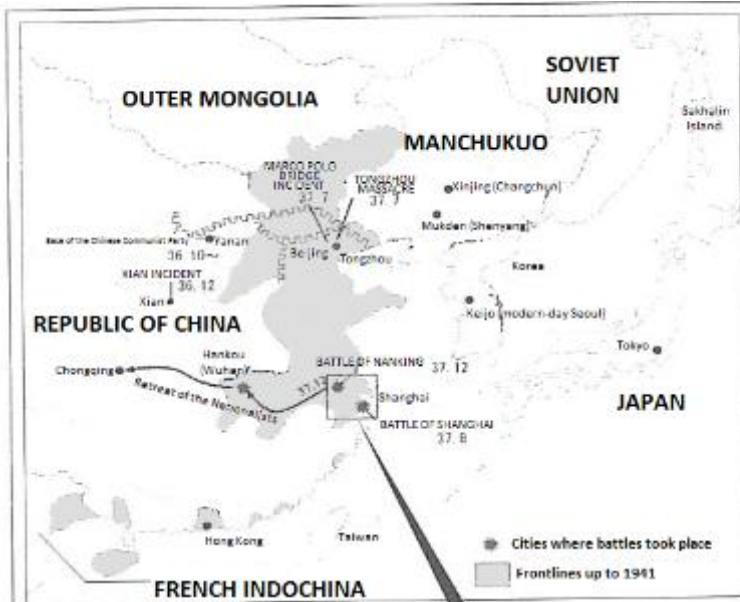 OUTER MONGOLIA
SOVIET
UNION
Sakhalin
Island
MANCHUKUO
MARCO POLO
BRIDGE
INCIDENT
37. 7
TONGZHOU
MASSACRE
37. 7
Xinjing (Changchun)
Mukden (Shenyang)
Base of the Chinese Communist Party
Yanan
36. 10~
Beijing
Tongzhou
Korea
XIAN INCIDENT
36. 12
Xian
Keijo (modern-day Seoul)
REPUBLIC OF CHINA
Tokyo
Hankou
(Wuhan)
BATTLE OF NANKING
37. 12
Chongqing
37.12
Retreat of the Nationalists
Shanghai
JAPAN
BATTLE OF SHANGHAI
37. 8
Hong Kong
Taiwan
Cities where battles took place
Frontlines up to 1941
FRENCH INDOCHINA